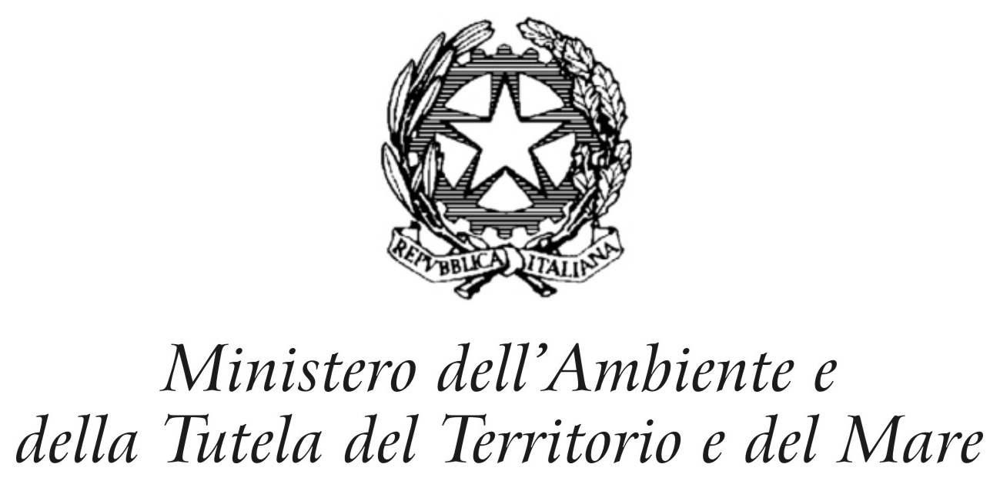 REPVBBLICA ITALIANA
Ministero dell’Ambiente e
della Tutela del Territorio e del Mare